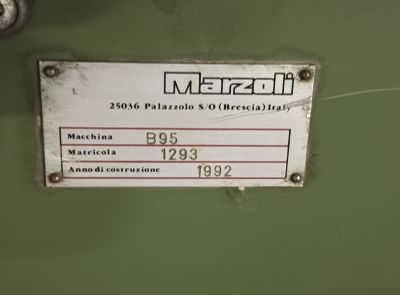 Marzoli
25036 Palazzolo S/O (Brescia) Italy
Macchina B95
Matricola 1293
Anno di costruzione 1992